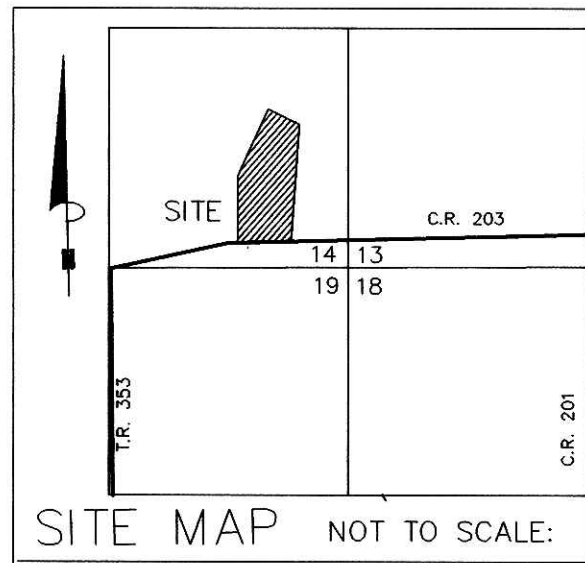 SITE
C.R. 203
14 13
19 18
T.R. 353
C.R. 201
SITE MAP NOT TO SCALE: